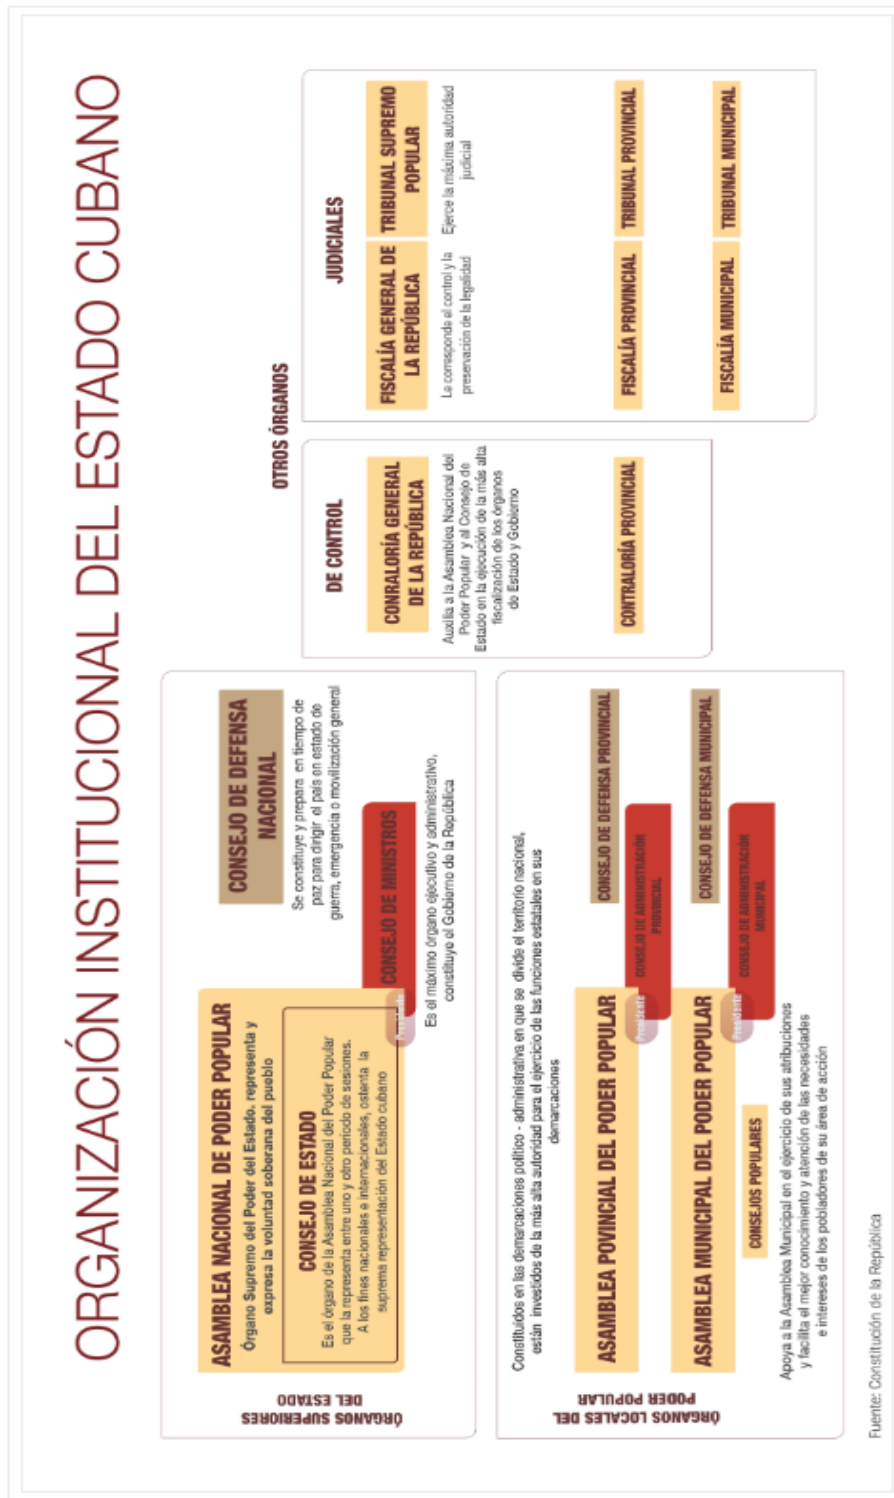 ORGANIZACIÓN INSTITUCIONAL DEL ESTADO CUBANO
ÓRGANOS SUPERIORES
DEL ESTADO
ASAMBLEA NACIONAL DE PODER POPULAR
Órgano Supremo del Poder del Estado. representa y
expresa la voluntad soberana del pueblo
CONSEJO DE ESTADO
Es el órgano de la Asamblea Nacional del Poder Popular
que la representa entre uno y otro período de sesiones.
A los fines nacionales e internacionales, ostenta la
suprema representación del Estado cubano
Presidente
CONSEJO DE MINISTROS
Es el máximo órgano ejecutivo y administrativo,
constituye el Gobierno de la República
CONSEJO DE DEFENSA
NACIONAL
Se constituye y prepara en tiempo de
paz para dirigir el país en estado de
guerra, emergencia o movilización general
ÓRGANOS LOCALES DEL
PODER POPULAR
Constituidos en las demarcaciones político - administrativa en que se divide el territorio nacional,
están investidos de la más alta autoridad para el ejercicio de las funciones estatales en sus
demarcaciones
ASAMBLEA POVINCIAL DEL PODER POPULAR
Presidente
CONSEJO DE ADMINISTRACIÓN
PROVINCIAL
CONSEJO DE DEFENSA PROVINCIAL
ASAMBLEA MUNICIPAL DEL PODER POPULAR
Presidente
CONSEJO DE ADMINISTRACIÓN
MUNICIPAL
CONSEJO DE DEFENSA MUNICIPAL
CONSEJOS POPULARES
Apoya a la Asamblea Municipal en el ejercicio de sus atribuciones
y facilita el mejor conocimiento y atención de las necesidades
e intereses de los pobladores de su área de acción
OTROS ÓRGANOS
DE CONTROL
CONRALORÍA GENERAL
DE LA REPÚBLICA
Auxilia a la Asamblea Nacional del
Poder Popular y al Consejo de
Estado en la ejecución de la más alta
fiscalización de los órganos
de Estado y Gobierno
CONTRALORÍA PROVINCIAL
JUDICIALES
FISCALÍA GENERAL DE
LA REPÚBLICA
Le corresponde el control y la
preservación de la legalidad
TRIBUNAL SUPREMO
POPULAR
Ejerce la máxima autoridad
judicial
FISCALÍA PROVINCIAL
TRIBUNAL PROVINCIAL
FISCALÍA MUNICIPAL
TRIBUNAL MUNICIPAL
Fuente: Constitución de la República